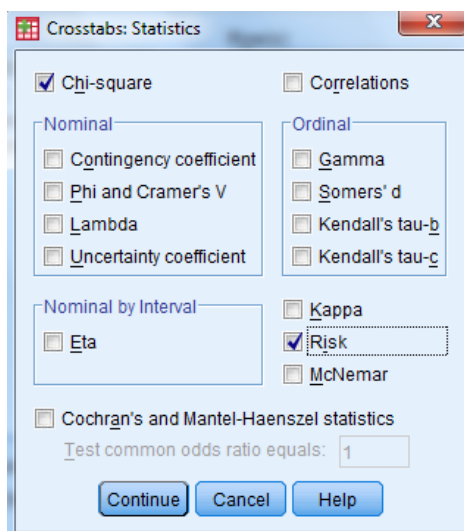 Crosstabs: Statistics
Chi-square
Correlations
Nominal
Contingency coefficient
Phi and Cramer's V
Lambda
Uncertainty coefficient
Ordinal
Gamma
Somers' d
Kendall's tau-b
Kendall's tau-c
Nominal by Interval
Eta
Kappa
Risk
McNemar
Cochran's and Mantel-Haenszel statistics
Test common odds ratio equals: 1
Continue Cancel Help